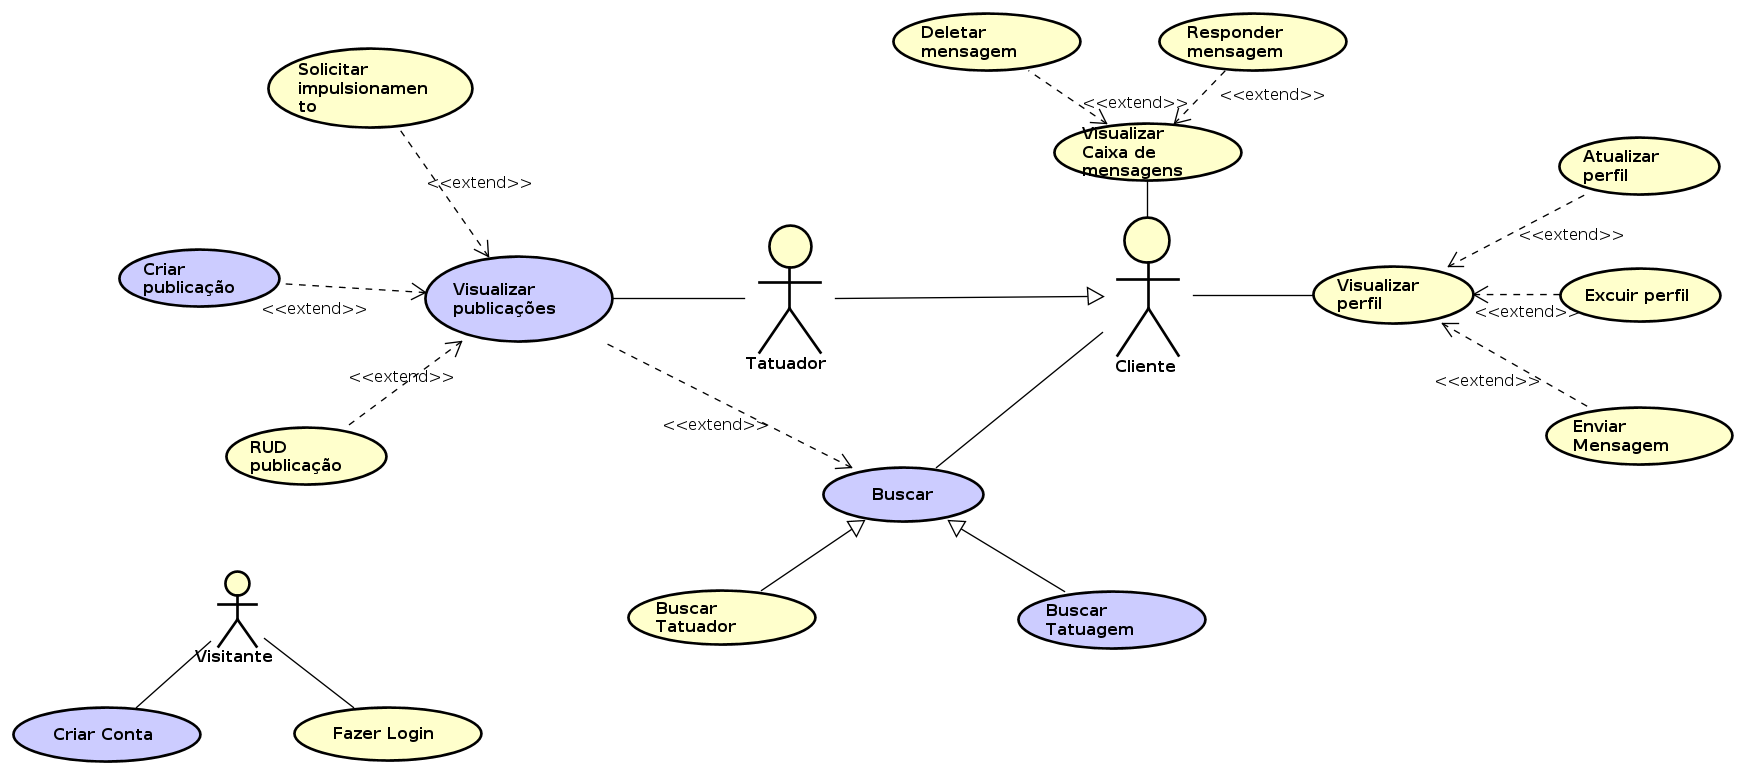 Deletar
mensagem
Responder
mensagem
Solicitar
impulsionamen
to
<<extend>>
<<extend>>
Visualizar
Caixa de
mensagens
Atualizar
perfil
<<extend>>
<<extend>>
Criar
publicação
<<extend>>
Visualizar
publicações
Tatuador
Cliente
Visualizar
perfil
Excuir perfil
<<extend>>
<<extend>>
<<extend>>
RUD
publicação
<<extend>>
Enviar
Mensagem
Buscar
Buscar
Tatuador
Buscar
Tatuagem
Visitante
Criar Conta
Fazer Login